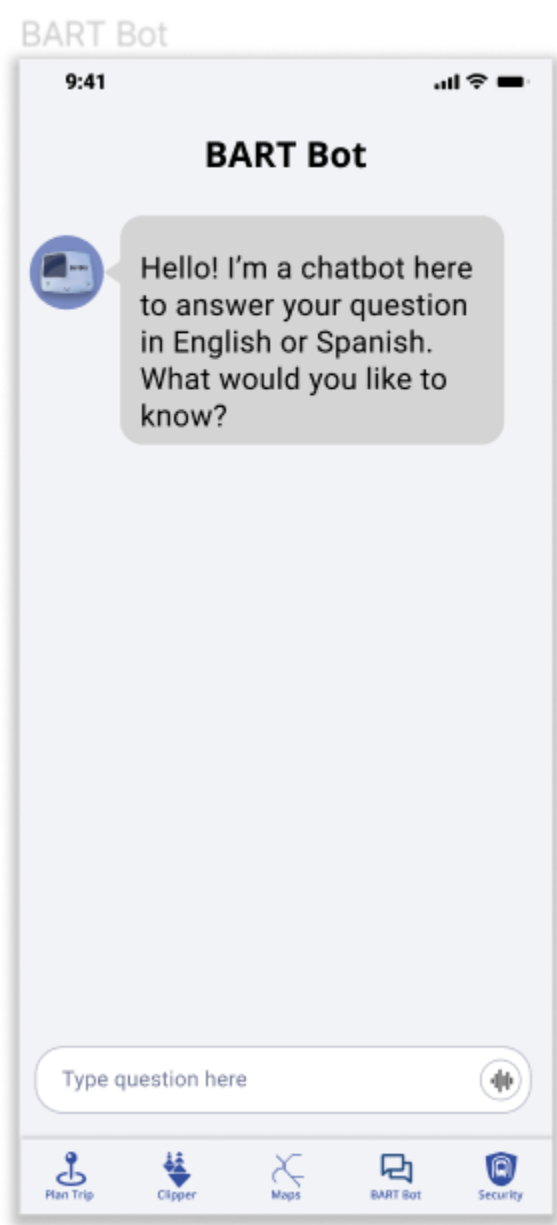 BART Bot
9:41
BART Bot
Hello! I'm a chatbot here
to answer your question
in English or Spanish.
What would you like to
know?
Type question here
Plan Trip
Clipper
Maps
BART Bot
Security